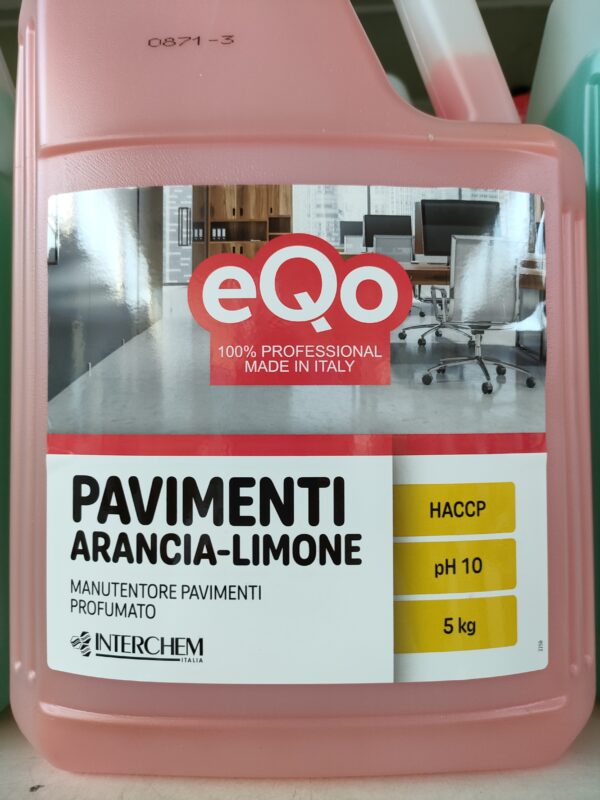 0871-3
eQo
100% PROFESSIONAL
MADE IN ITALY
PAVIMENTI
ARANCIA-LIMONE
MANUTENTORE PAVIMENTI
PROFUMATO
INTERCHEM
ITALIA
HACCP
pH 10
5 kg